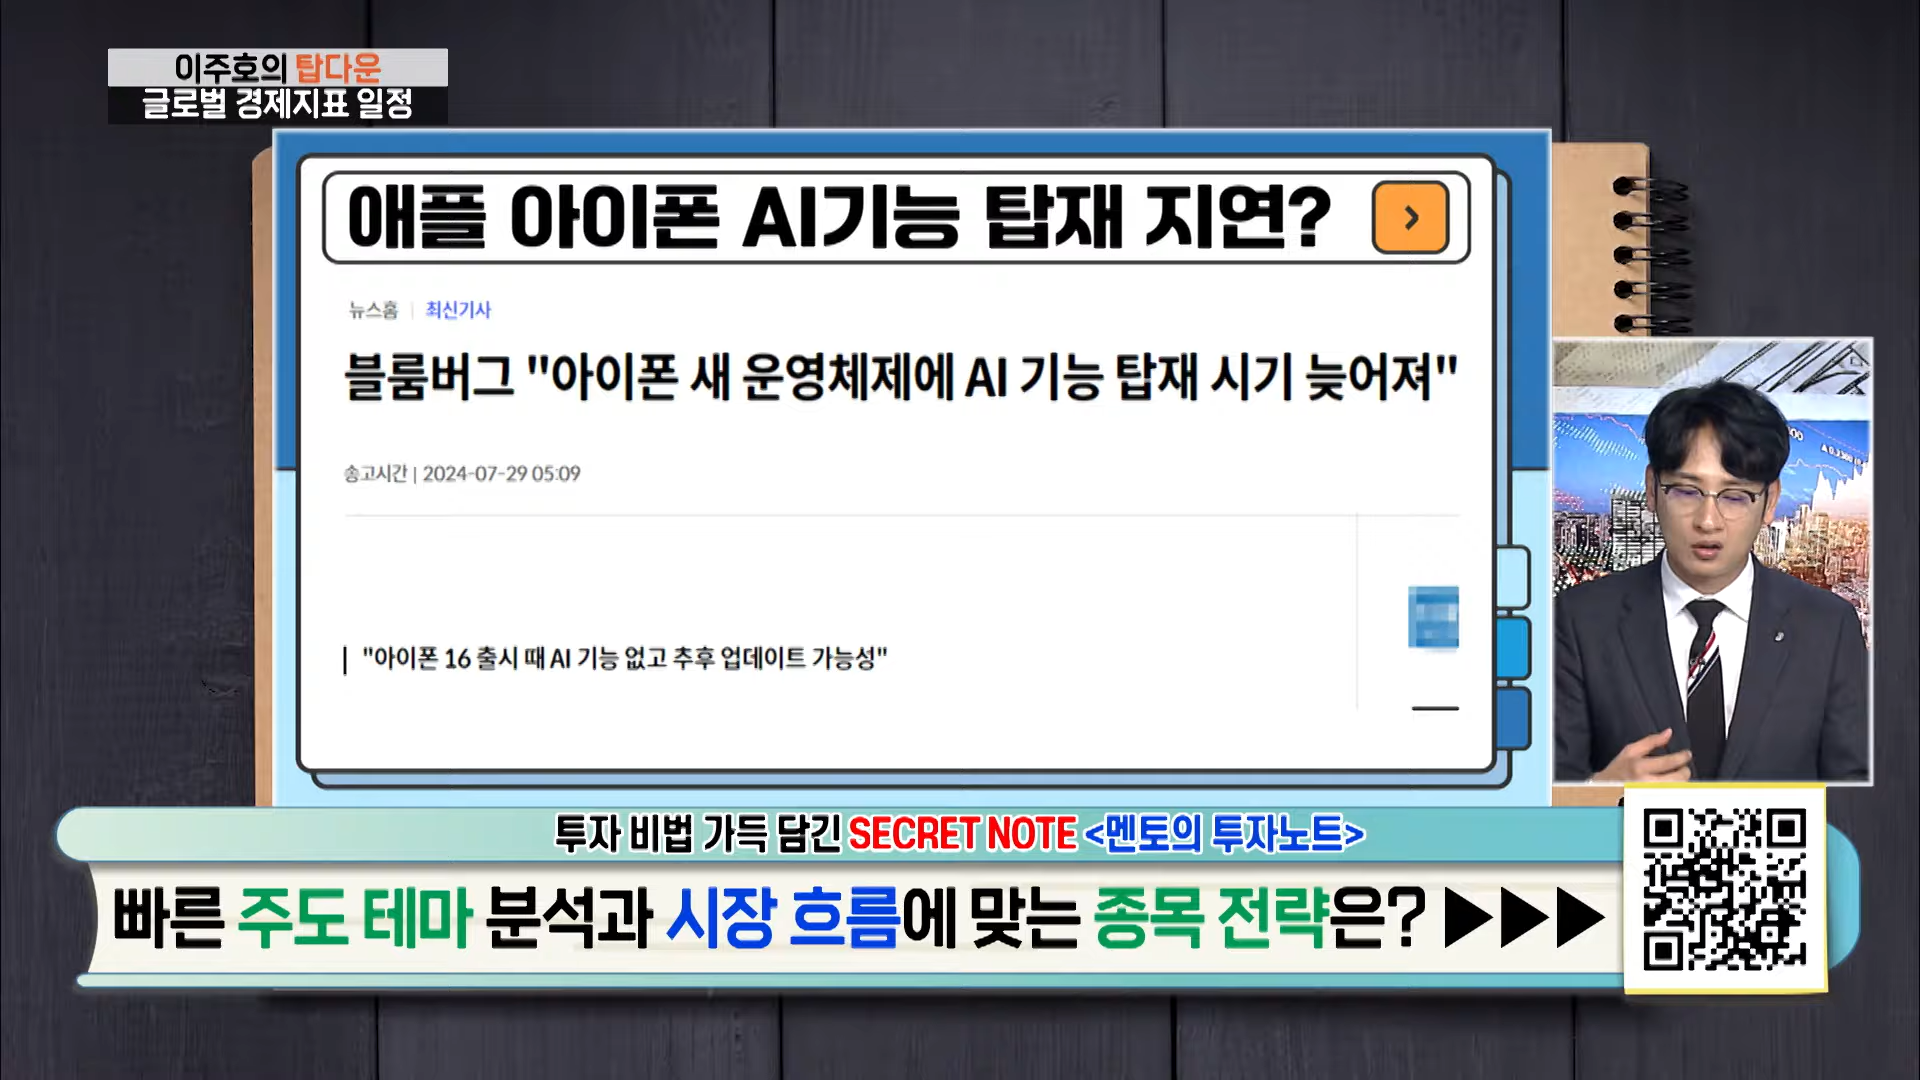 이주호의 탑다운
글로벌 경제지표 일정
애플 아이폰 AI기능 탑재 지연?
뉴스홈 | 최신기사
블룸버그 "아이폰 새 운영체제에 AI 기능 탑재 시기 늦어져"
송고시간 | 2024-07-29 05:09
"아이폰 16 출시 때 AI 기능 없고 추후 업데이트 가능성"
투자 비법 가득 담긴 SECRET NOTE <멘토의 투자노트>
빠른 주도 테마 분석과 시장 흐름에 맞는 종목 전략은? ▶▶▶